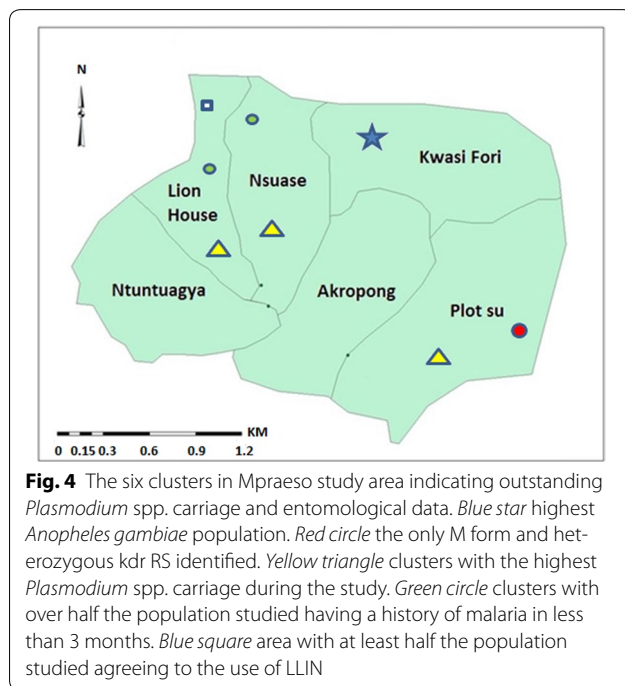 N
Kwasi Fori
Nsuase
Lion
House
Ntuntuagya
Akropong
Plot su
KM
0 0.15 0.3 0.6 0.9 1.2
Fig. 4 The six clusters in Mpraeso study area indicating outstanding
Plasmodium spp. carriage and entomological data. Blue star highest
Anopheles gambiae population. Red circle the only M form and het-
erozygous kdr RS identified. Yellow triangle clusters with the highest
Plasmodium spp. carriage during the study. Green circle clusters with
over half the population studied having a history of malaria in less
than 3 months. Blue square area with at least half the population
studied agreeing to the use of LLIN